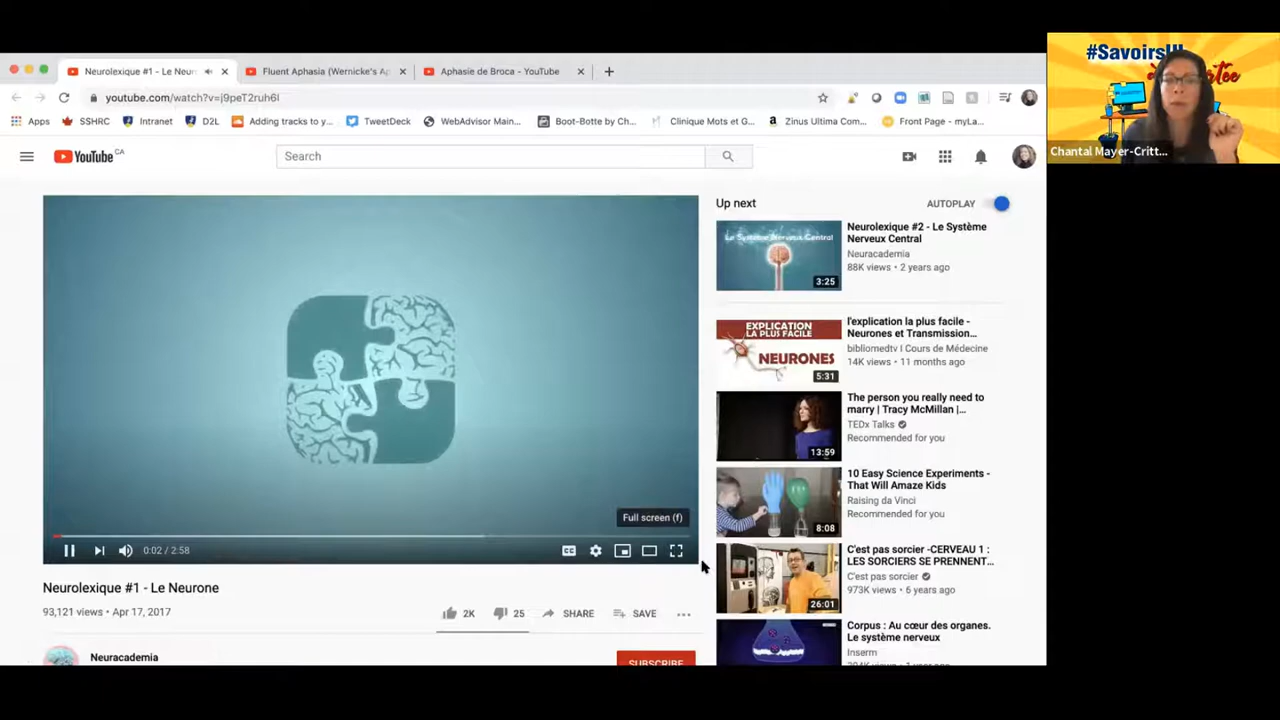 Neurolexique #1 - Le Neur
Fluent Aphasia (Wernicke's Ap
Aphasie de Broca - YouTube
youtube.com/watch?v=j9peT2ruh6I
Apps
SSHRC
Intranet
D2L
Adding tracks to y...
TweetDeck
WebAdvisor Main...
Boot-Botte by Ch...
Clinique Mots et G...
Zinus Ultima Com...
Front Page - myLa...
#Savoirs
Chantal Mayer-Critt...
YouTube CA
Search
Full screen (f)
0:02 / 2:58
CC
Neurolexique #1 - Le Neurone
93,121 views • Apr 17, 2017
2K
25
SHARE
SAVE
Neuracademia
SUBSCRIBE
Up next
AUTOPLAY
Le Système Nerveux Central
3:25
Neurolexique #2 - Le Système
Nerveux Central
Neuracademia
88K views • 2 years ago
EXPLICATION
LA PLUS FACILE
NEURONES
5:31
l'explication la plus facile -
Neurones et Transmission...
bibliomedtv I Cours de Médecine
14K views • 11 months ago
13:59
The person you really need to
marry | Tracy McMillan |...
TEDx Talks
Recommended for you
8:08
10 Easy Science Experiments -
That Will Amaze Kids
Raising da Vinci
Recommended for you
26:01
C'est pas sorcier -CERVEAU 1 :
LES SORCIERS SE PRENNENT...
C'est pas sorcier
973K views • 6 years ago
Corpus : Au cœur des organes.
Le système nerveux
Inserm